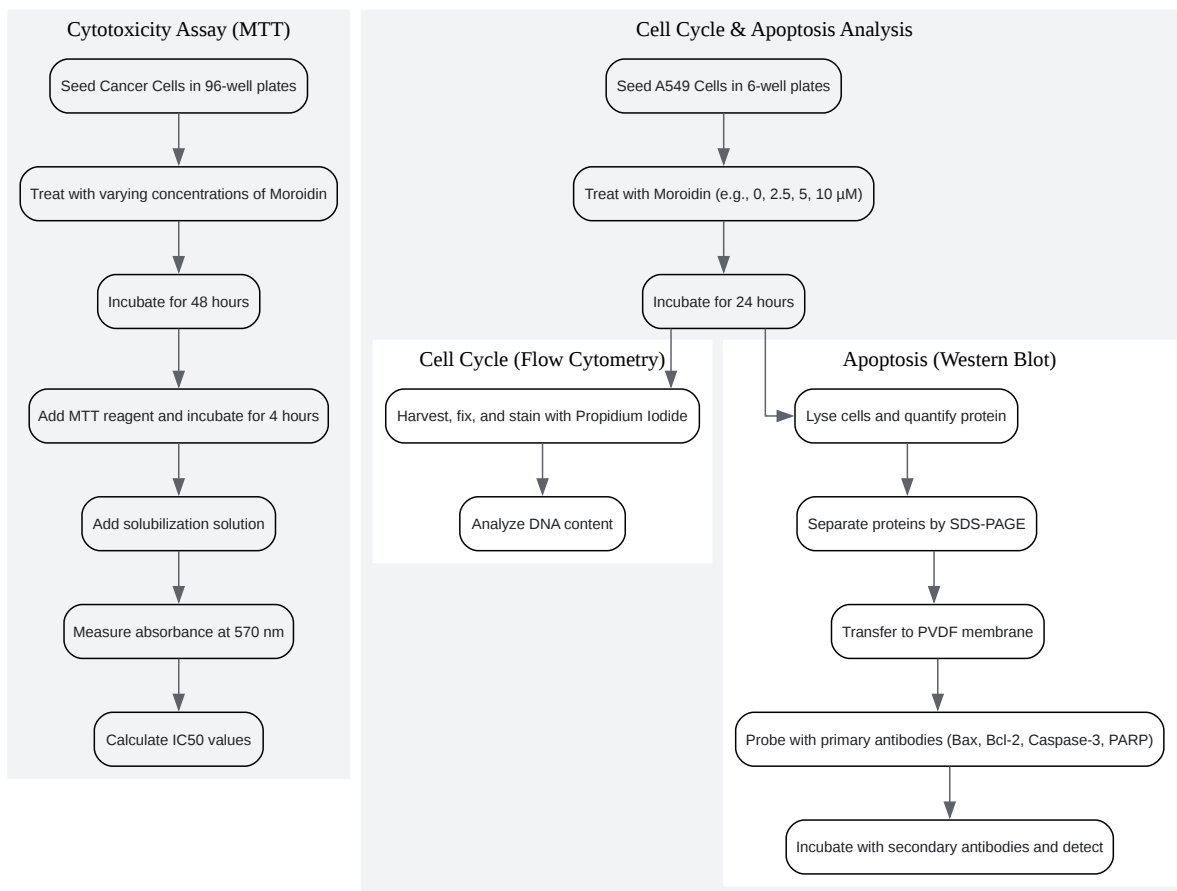 Cytotoxicity Assay (MTT)
Seed Cancer Cells in 96-well plates
Treat with varying concentrations of Moroidin
Incubate for 48 hours
Add MTT reagent and incubate for 4 hours
Add solubilization solution
Measure absorbance at 570 nm
Calculate IC50 values
Cell Cycle & Apoptosis Analysis
Seed A549 Cells in 6-well plates
Treat with Moroidin (e.g., 0, 2.5, 5, 10 µM)
Incubate for 24 hours
Cell Cycle (Flow Cytometry)
Harvest, fix, and stain with Propidium Iodide
Analyze DNA content
Apoptosis (Western Blot)
Lyse cells and quantify protein
Separate proteins by SDS-PAGE
Transfer to PVDF membrane
Probe with primary antibodies (Bax, Bcl-2, Caspase-3, PARP)
Incubate with secondary antibodies and detect